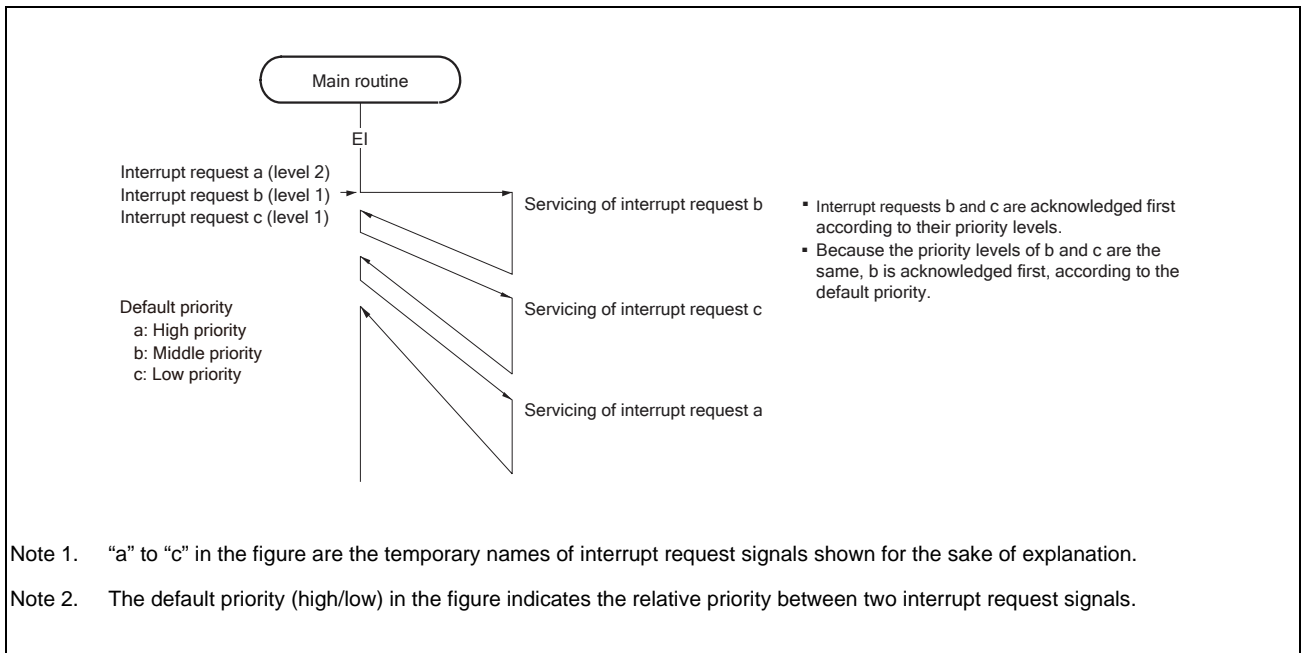 Main routine
EI
Interrupt request a (level 2)
Interrupt request b (level 1)
Interrupt request c (level 1)
Servicing of interrupt request b
▪ Interrupt requests b and c are acknowledged first
according to their priority levels.
▪ Because the priority levels of b and c are the
same, b is acknowledged first, according to the
default priority.
Default priority
a: High priority
b: Middle priority
c: Low priority
Servicing of interrupt request c
Servicing of interrupt request a
Note 1. “a” to “c” in the figure are the temporary names of interrupt request signals shown for the sake of explanation.
Note 2. The default priority (high/low) in the figure indicates the relative priority between two interrupt request signals.